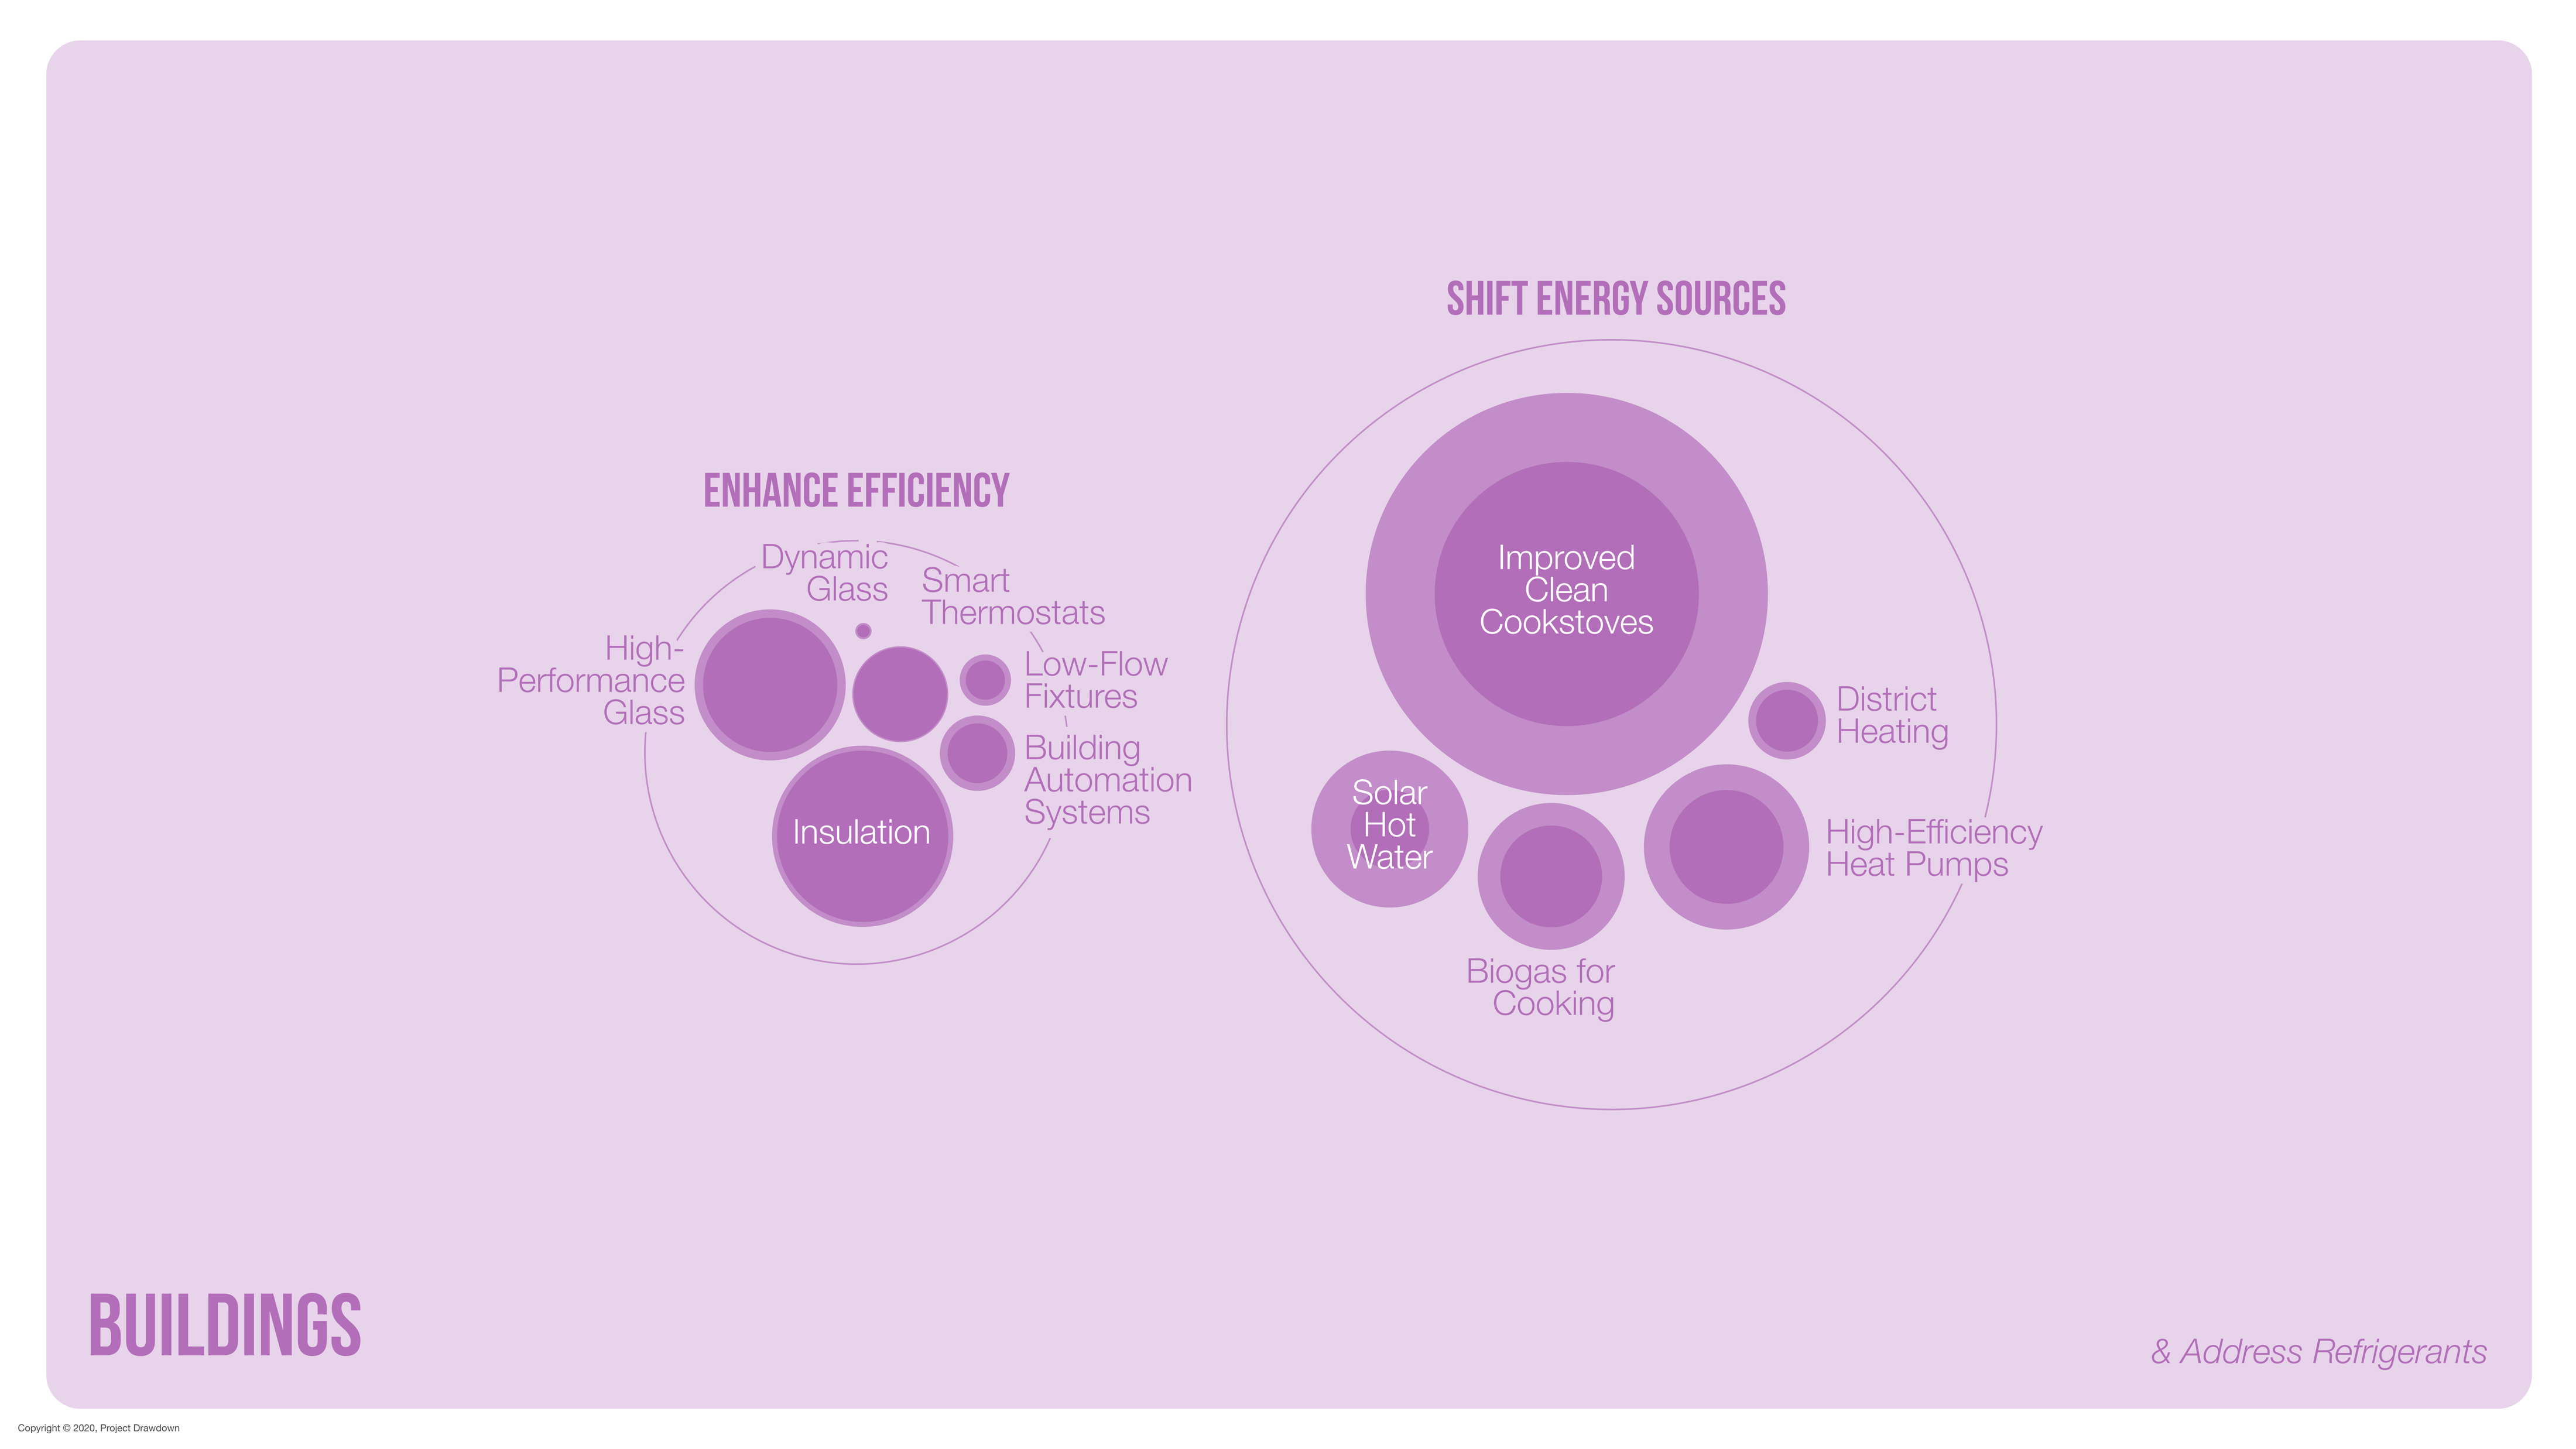 SHIFT ENERGY SOURCES
ENHANCE EFFICIENCY
Dynamic
Glass
Smart
Thermostats
High-
Performance
Glass
Low-Flow
Fixtures
Building
Automation
Systems
Insulation
Improved
Clean
Cookstoves
District
Heating
Solar
Hot
Water
High-Efficiency
Heat Pumps
Biogas for
Cooking
BUILDINGS
& Address Refrigerants
Copyright © 2020, Project Drawdown